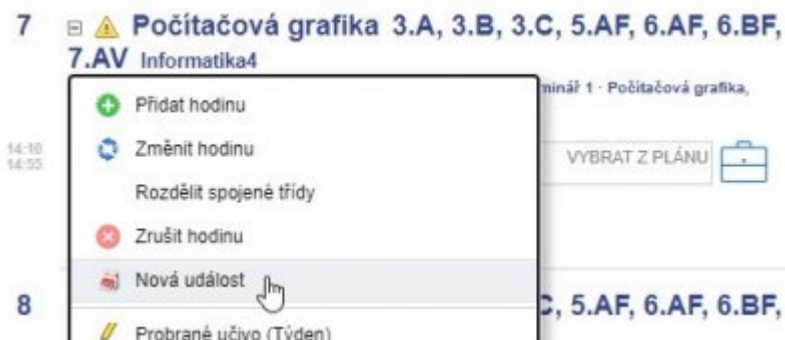 7 Počítačová grafika 3.A, 3.B, 3.C, 5.AF, 6.AF, 6.BF,
7.AV Informatika4
minář 1 · Počítačová grafika,
Přidat hodinu
14:10
14:55
Změnit hodinu
VYBRAT Z PLÁNU
Rozdělit spojené třídy
Zrušit hodinu
Nová událost
8 C, 5.AF, 6.AF, 6.BF,
Probrané učivo (Týden)